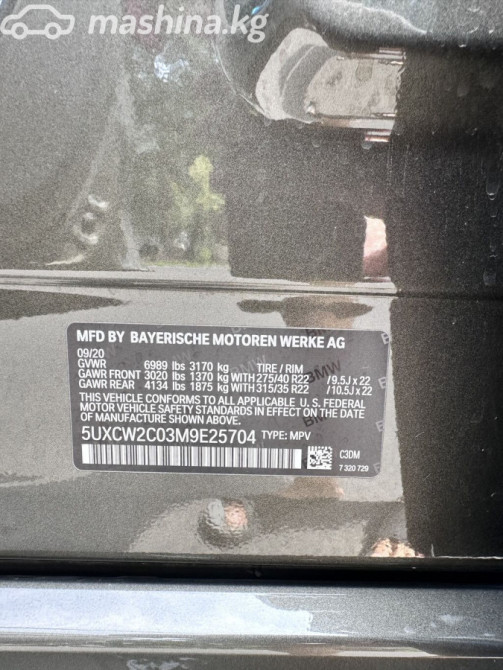 mashina.kg
MFD BY BAYERISCHE MOTOREN WERKE AG
09/20
GVWR 6989 lbs 3170 kg TIRE / RIM
GAWR FRONT 3020 lbs 1370 kg WITH 275/40 R22 /9.5J x 22
GAWR REAR 4134 lbs 1875 kg WITH 315/35 R22 /10.5J x 22
THIS VEHICLE CONFORMS TO ALL APPLICABLE U.S. FEDERAL
MOTOR VEHICLE SAFETY STANDARDS IN EFFECT ON THE DATE
OF MANUFACTURE SHOWN ABOVE.
5UXCW2C03M9E25704 TYPE: MPV
C3DM
7 320 729
BMW